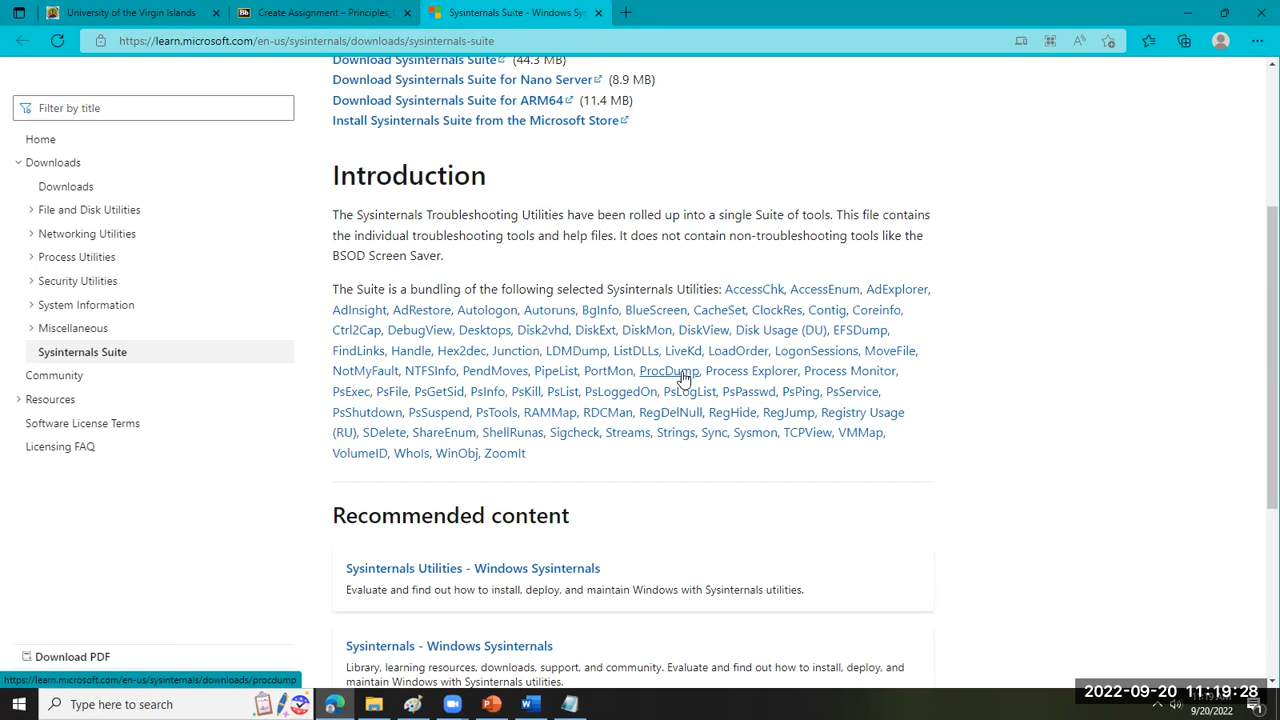 University of the Virgin Islands
Create Assignment – Principles_
Sysinternals Suite - Windows Sy
https://learn.microsoft.com/en-us/sysinternals/downloads/sysinternals-suite
Filter by title
Home
Downloads
Downloads
File and Disk Utilities
Networking Utilities
Process Utilities
Security Utilities
System Information
Miscellaneous
Sysinternals Suite
Community
Resources
Software License Terms
Licensing FAQ
Download PDF
Download Sysinternals Suite (44.3 MB)
Download Sysinternals Suite for Nano Server (8.9 MB)
Download Sysinternals Suite for ARM64 (11.4 MB)
Install Sysinternals Suite from the Microsoft Store
Introduction
The Sysinternals Troubleshooting Utilities have been rolled up into a single Suite of tools. This file contains
the individual troubleshooting tools and help files. It does not contain non-troubleshooting tools like the
BSOD Screen Saver.
The Suite is a bundling of the following selected Sysinternals Utilities: AccessChk, AccessEnum, AdExplorer,
AdInsight, AdRestore, Autologon, Autoruns, BgInfo, BlueScreen, CacheSet, ClockRes, Contig, Coreinfo,
Ctrl2Cap, DebugView, Desktops, Disk2vhd, DiskExt, DiskMon, DiskView, Disk Usage (DU), EFSDump,
FindLinks, Handle, Hex2dec, Junction, LDMDump, ListDLLs, LiveKd, LoadOrder, LogonSessions, MoveFile,
NotMyFault, NTFSInfo, PendMoves, PipeList, PortMon, ProcDump, Process Explorer, Process Monitor,
PsExec, PsFile, PsGetSid, PsInfo, PsKill, PsList, PsLoggedOn, PsLogList, PsPasswd, PsPing, PsService,
PsShutdown, PsSuspend, PsTools, RAMMap, RDCMan, RegDelNull, RegHide, RegJump, Registry Usage
(RU), SDelete, ShareEnum, ShellRunas, Sigcheck, Streams, Strings, Sync, Sysmon, TCPView, VMMap,
VolumeID, WhoIs, WinObj, ZoomIt
Recommended content
Sysinternals Utilities - Windows Sysinternals
Evaluate and find out how to install, deploy, and maintain Windows with Sysinternals utilities.
Sysinternals - Windows Sysinternals
Library, learning resources, downloads, support, and community. Evaluate and find out how to install, deploy, and
maintain Windows with Sysinternals utilities.
https://learn.microsoft.com/en-us/sysinternals/downloads/procdump
Type here to search
2022-09-20 11:19:28
9/20/2022